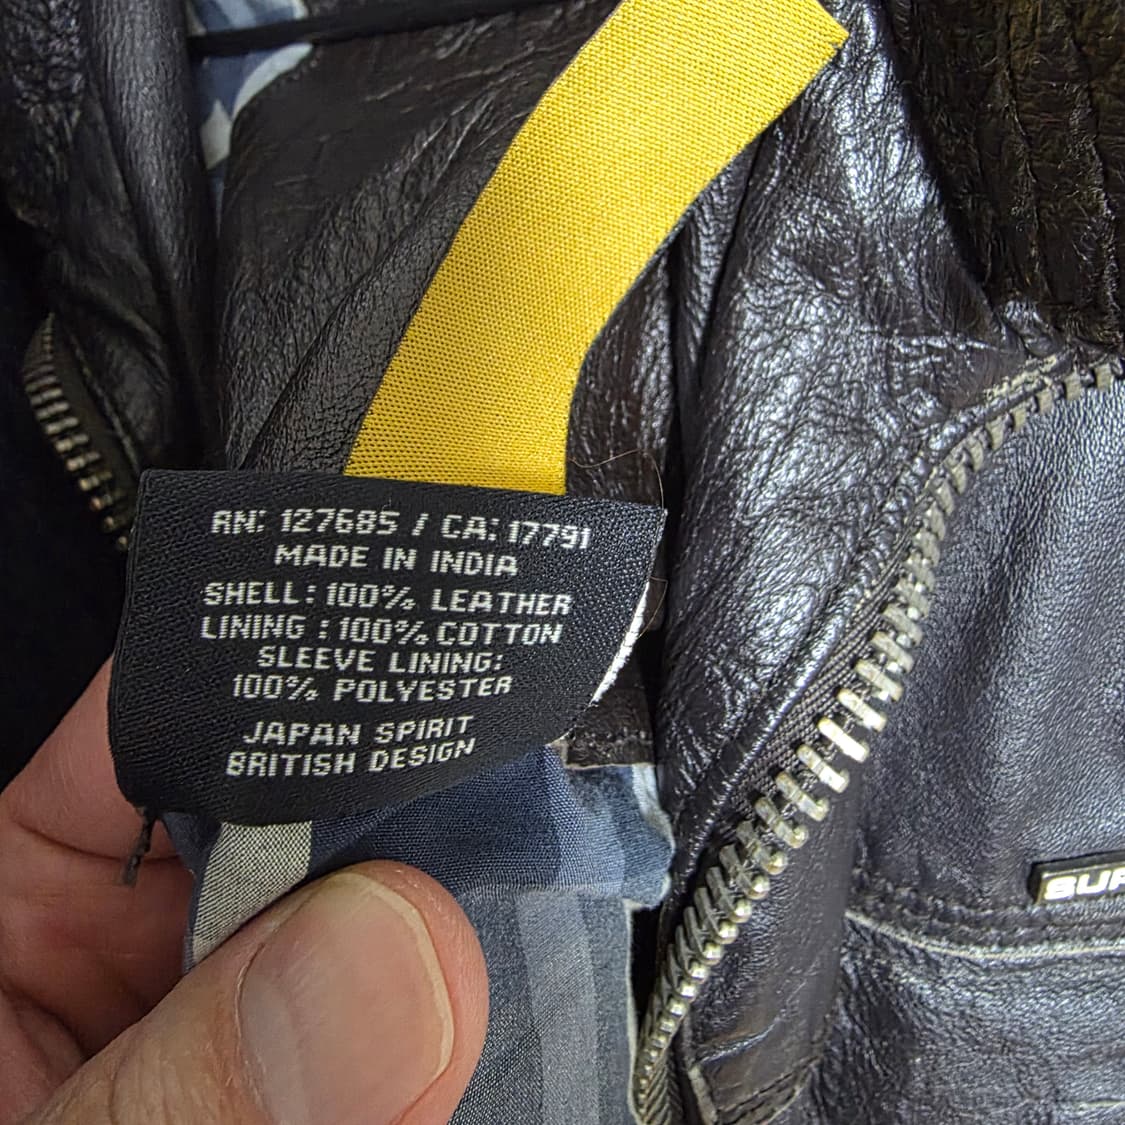 RN: 127685 / CA: 17791
MADE IN INDIA
SHELL: 100% LEATHER
LINING : 100% COTTON
SLEEVE LINING:
100% POLYESTER
JAPAN SPIRIT
BRITISH DESIGN
SUP